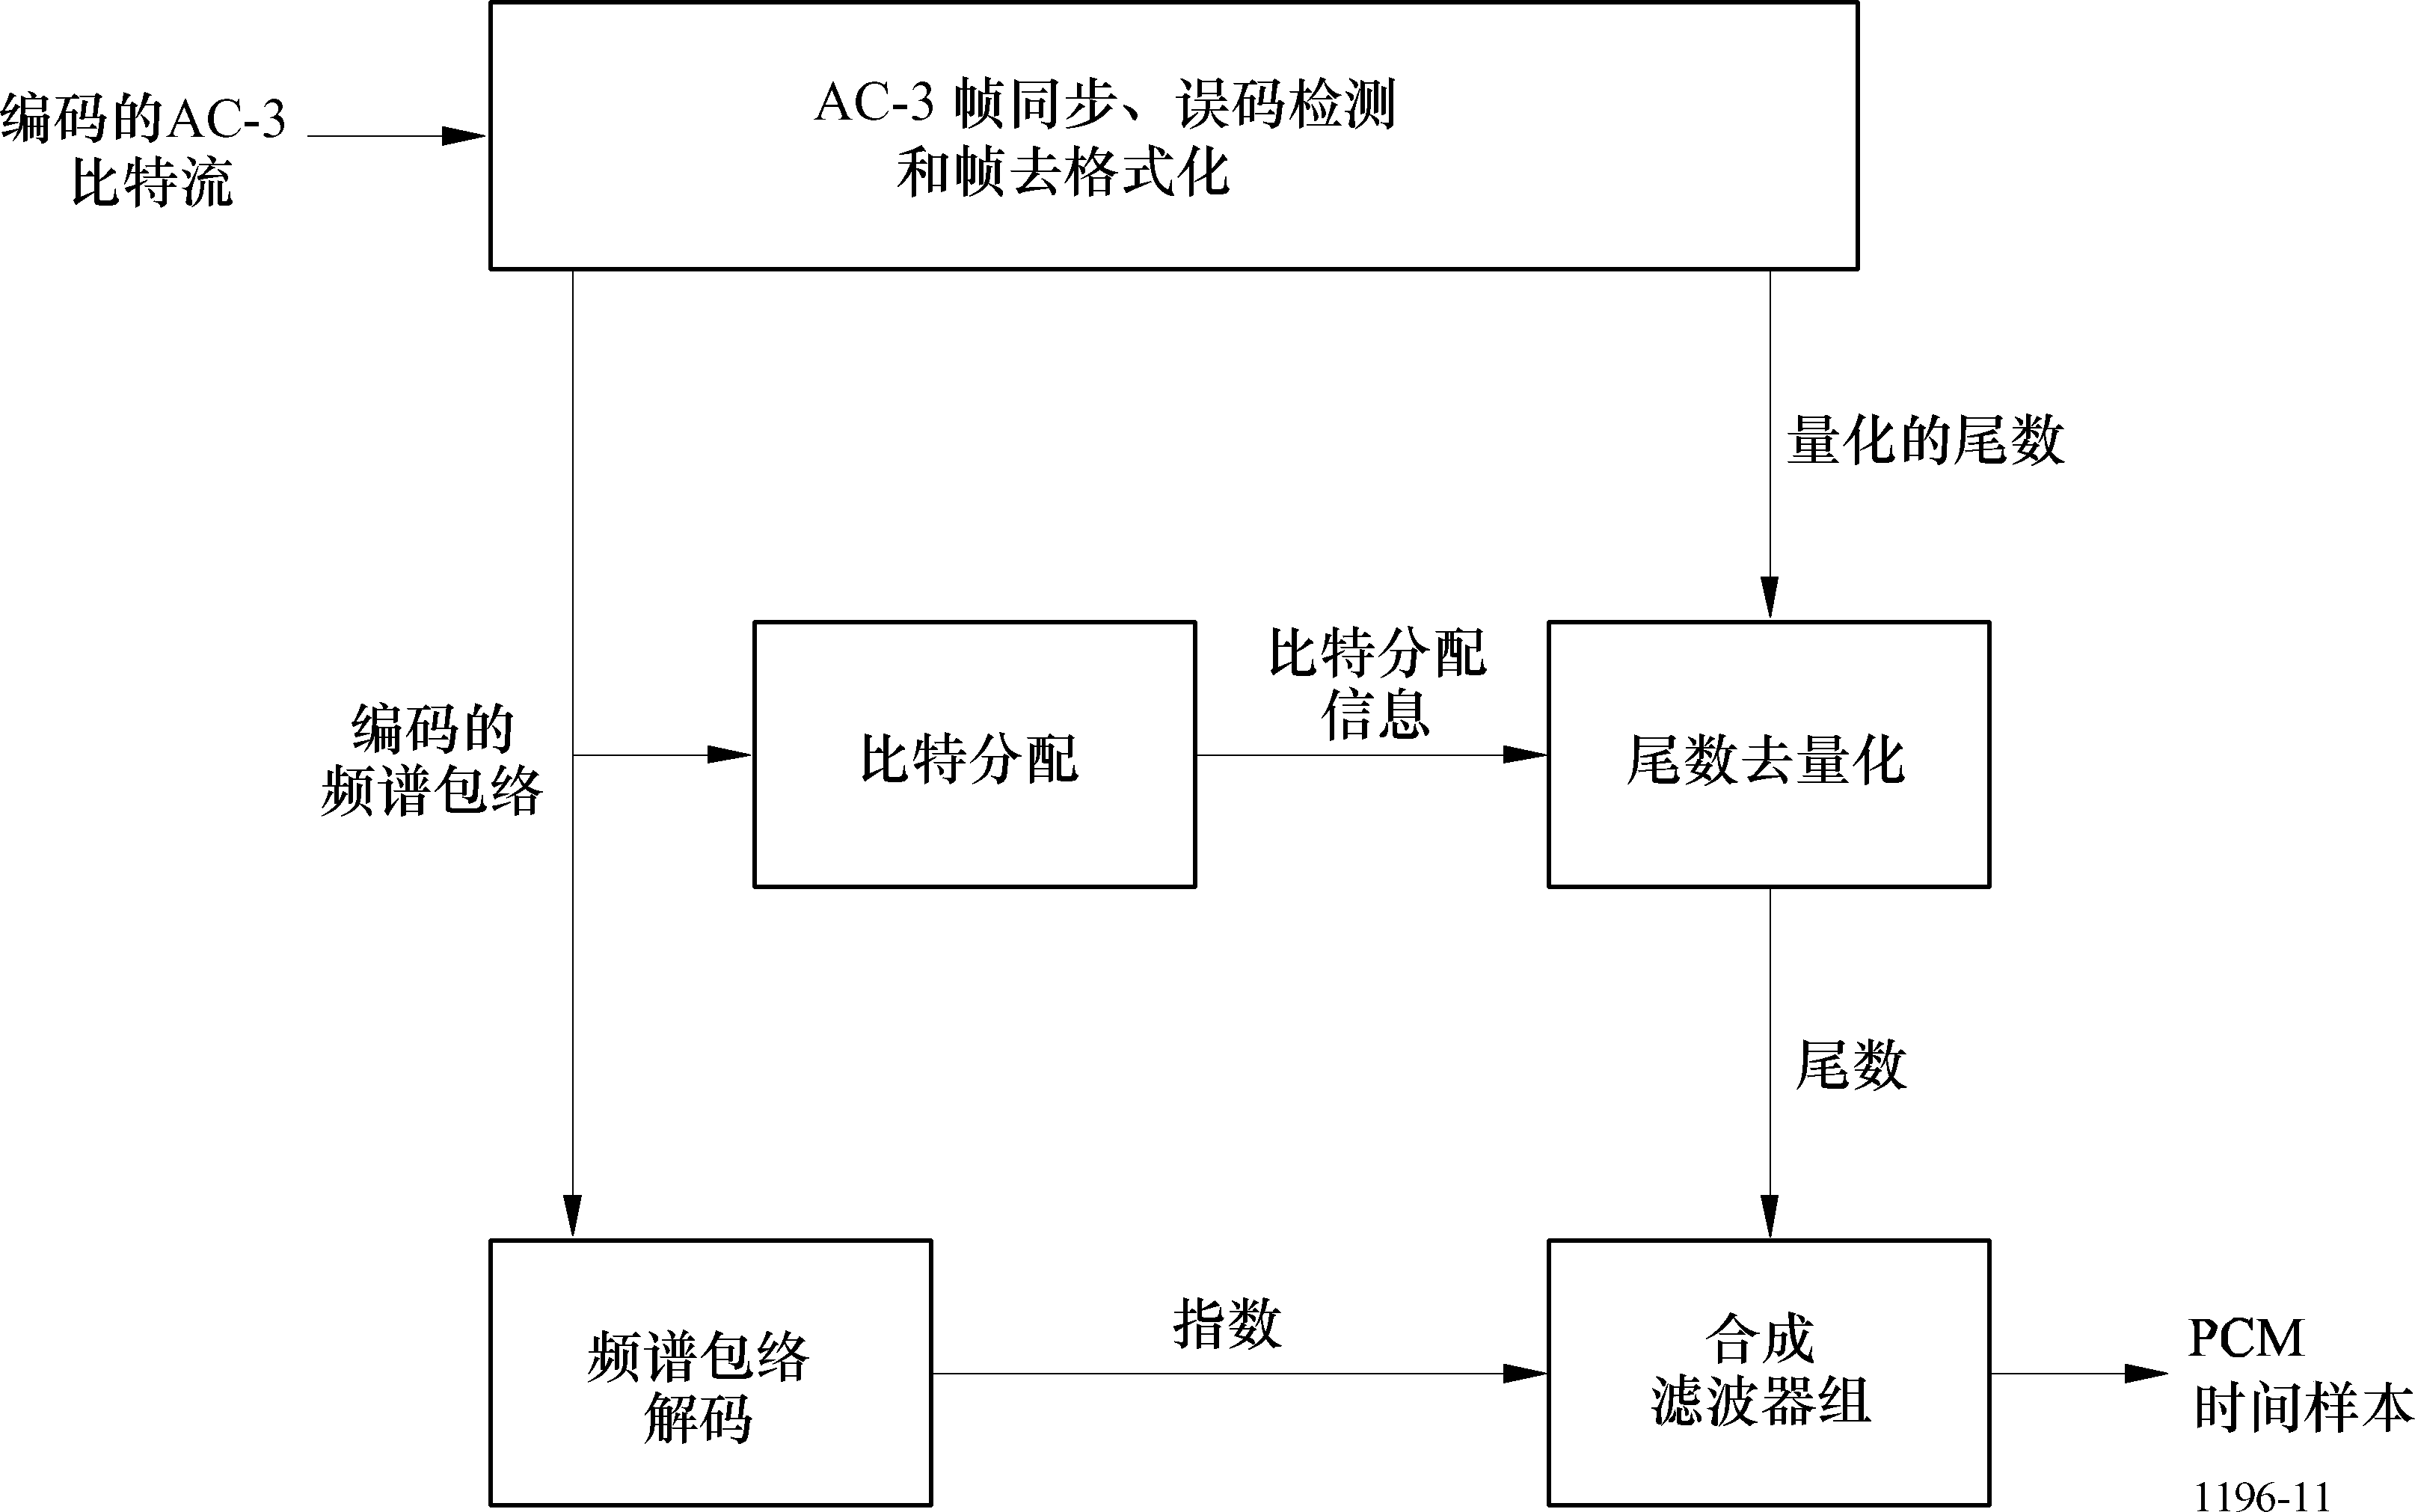 编码的AC-3
比特流
AC-3 帧同步、误码检测
和帧去格式化
量化的尾数
编码的
频谱包络
比特分配
比特分配
信息
尾数去量化
尾数
频谱包络
解码
指数
合成
滤波器组
PCM
时间样本
1196-11